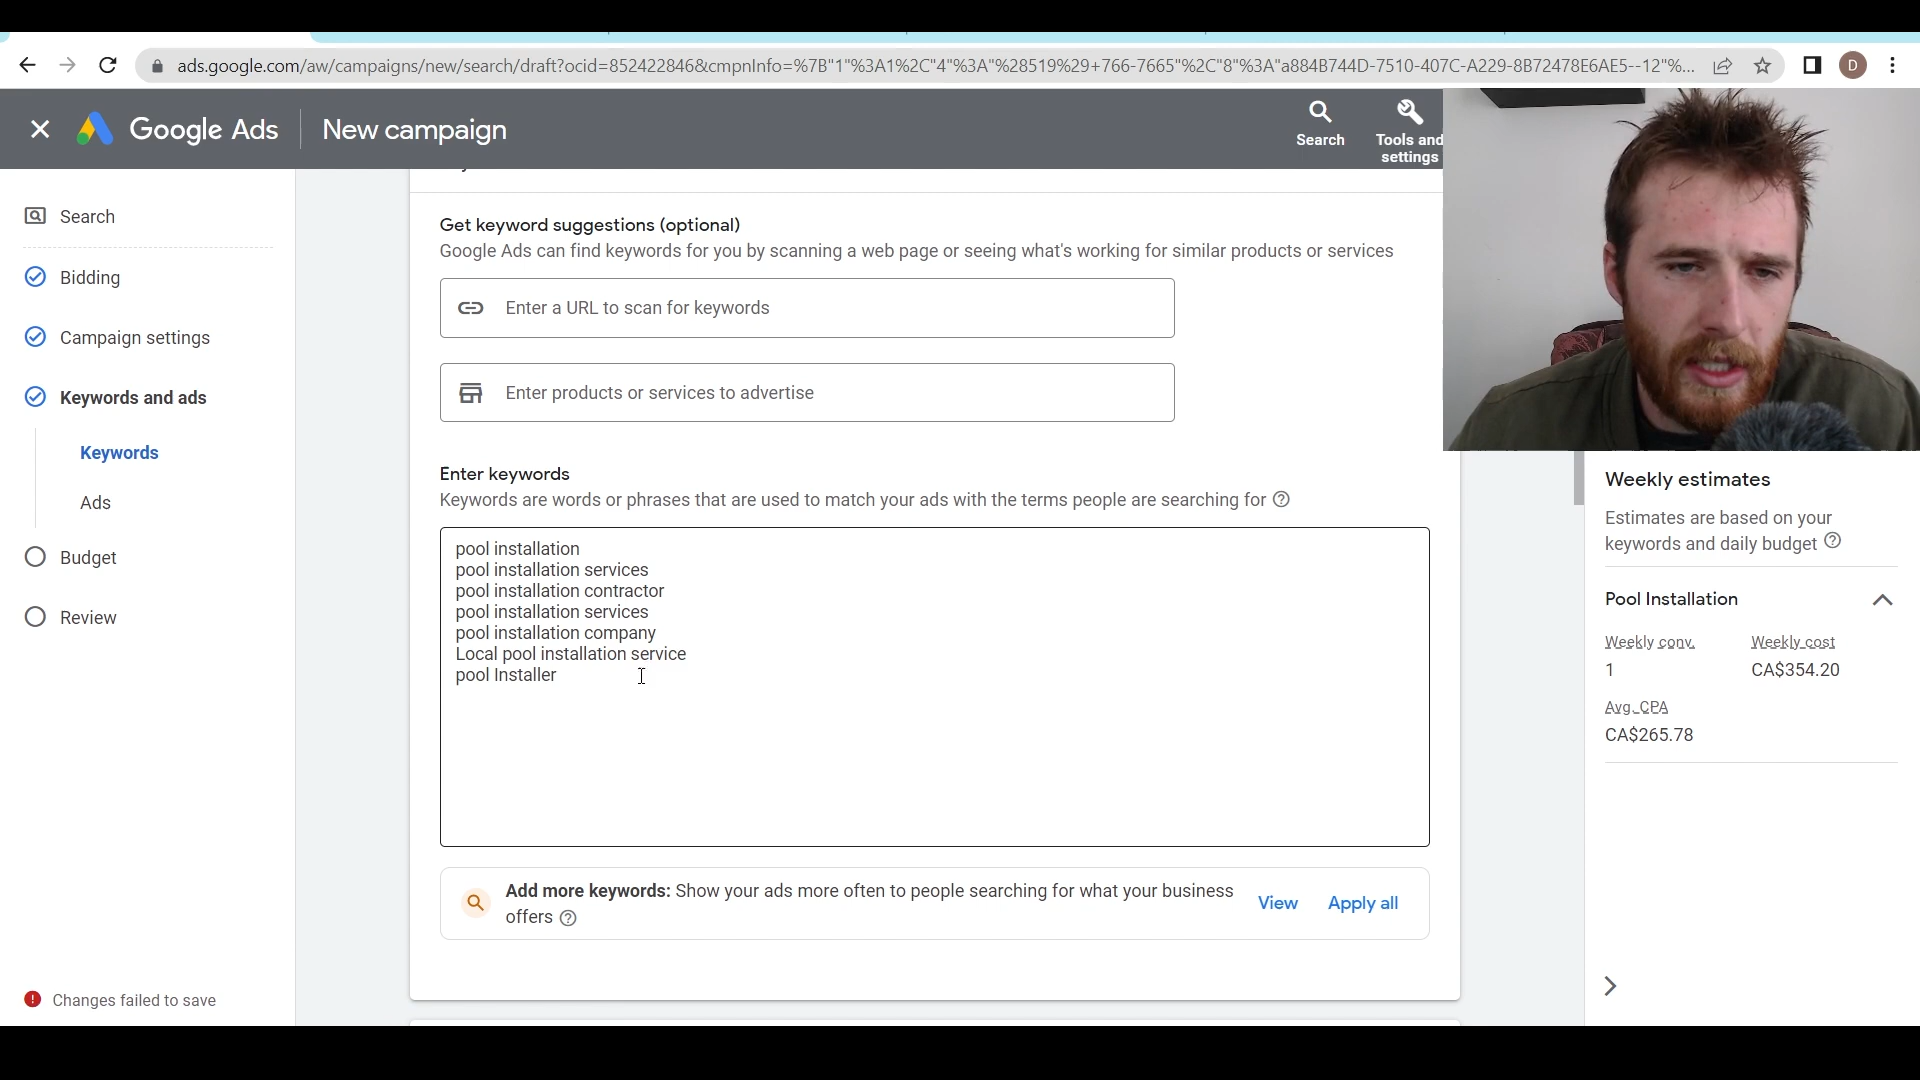 ads.google.com/aw/campaigns/new/search/draft?ocid=852422846&cmpnInfo=%7B"1"%3A1%2C"4"%3A"%28519%29+766-7665"%2C"8"%3A"a884B744D-7510-407C-A229-8B72478E6AE5--12"%...
D
Google Ads
New campaign
Search
Tools and
settings
Search
Bidding
Campaign settings
Keywords and ads
Keywords
Ads
Budget
Review
Changes failed to save
Get keyword suggestions (optional)
Google Ads can find keywords for you by scanning a web page or seeing what's working for similar products or services
Enter a URL to scan for keywords
Enter products or services to advertise
Enter keywords
Keywords are words or phrases that are used to match your ads with the terms people are searching for
pool installation
pool installation services
pool installation contractor
pool installation services
pool installation company
Local pool installation service
pool Installer
Add more keywords: Show your ads more often to people searching for what your business
offers
View
Apply all
Weekly estimates
Estimates are based on your
keywords and daily budget
Pool Installation
Weekly conv.
Weekly cost
1
CA$354.20
Avg. CPA
CA$265.78